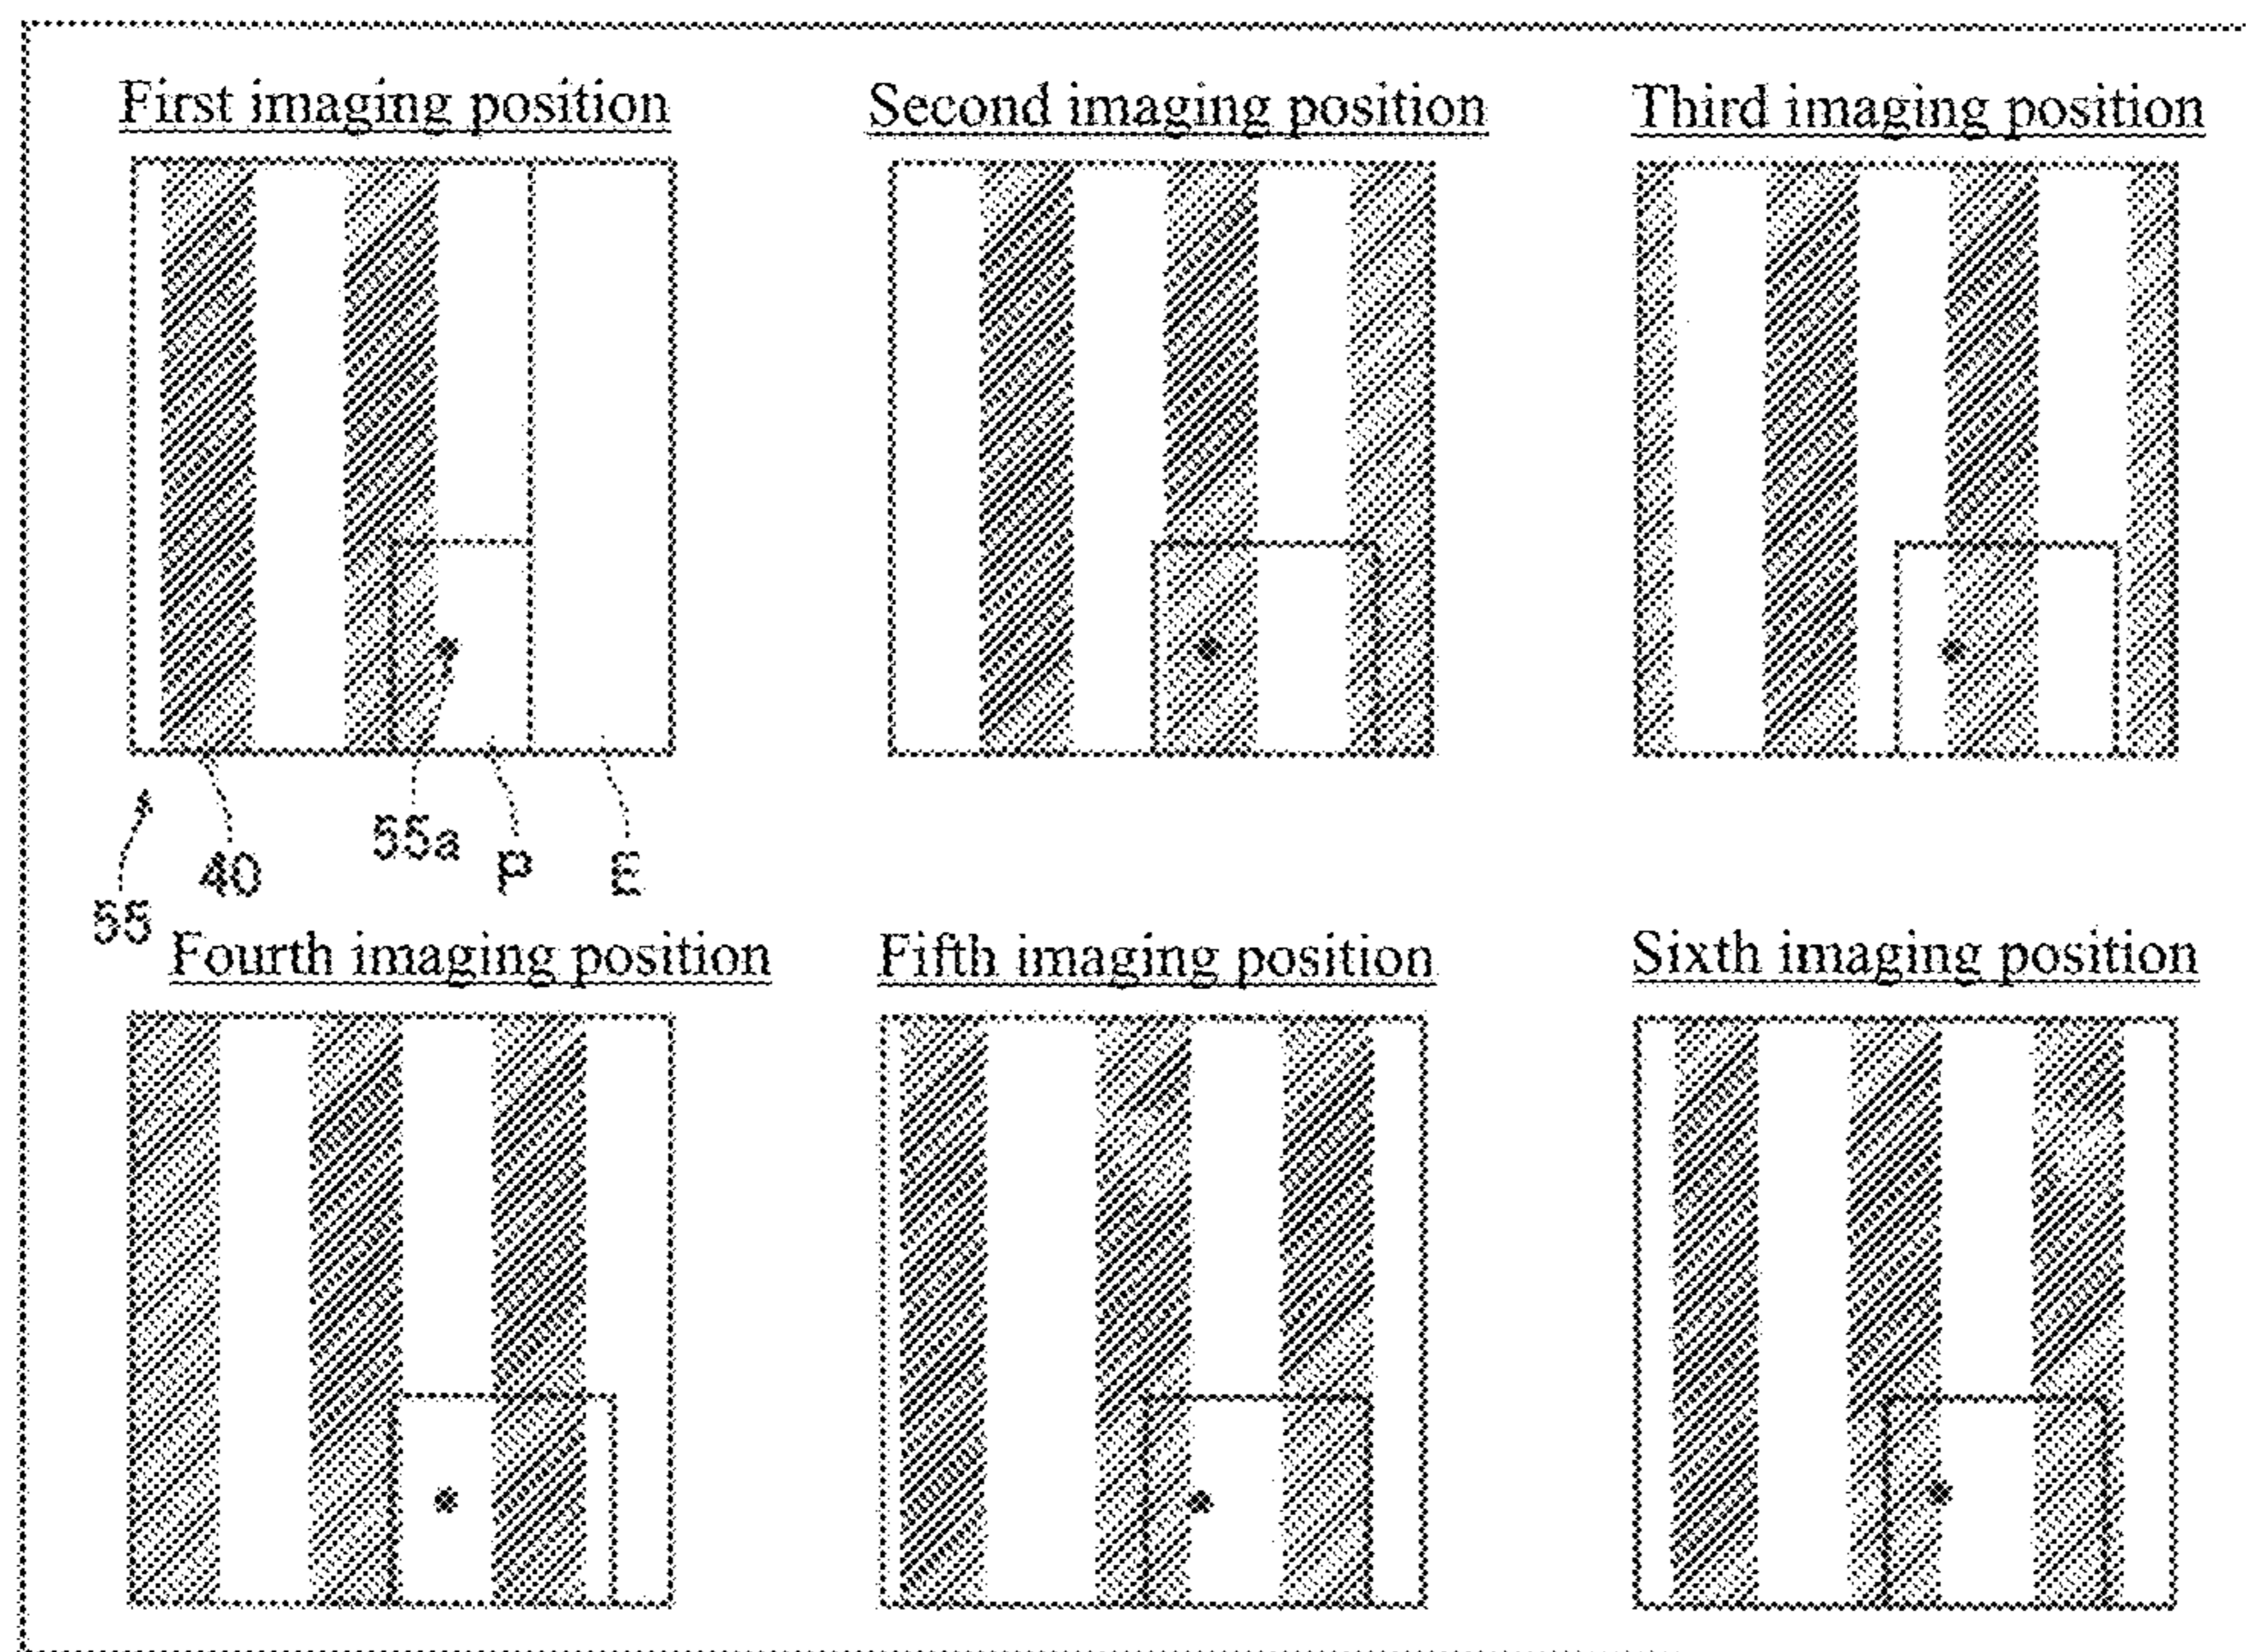 First imaging position
Second imaging position
Third imaging position
55a
40
P
E
55
Fourth imaging position
Fifth imaging position
Sixth imaging position